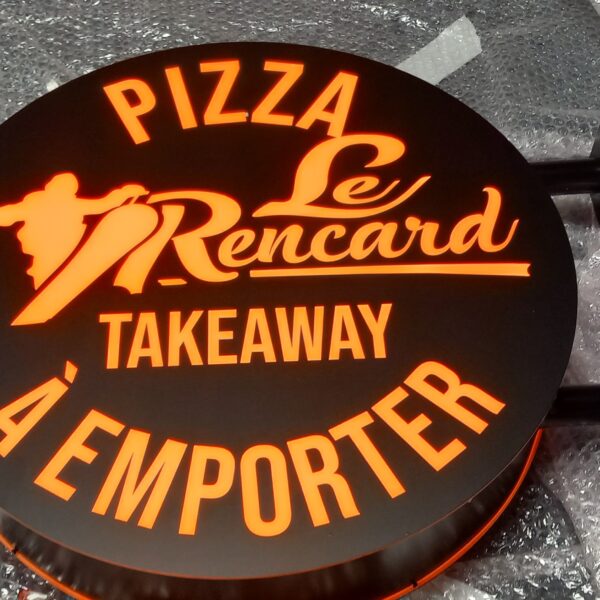 PIZZA
Le
Rencard
TAKEAWAY
À EMPORTER